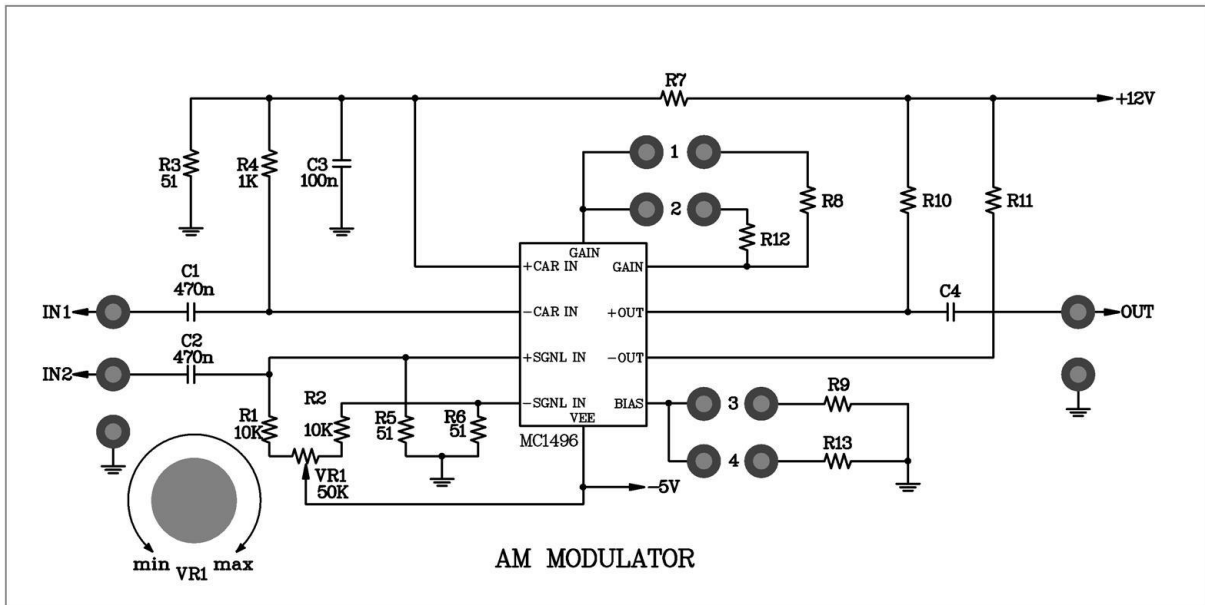 R7
+12V
R3
51
R4
1K
C3
100n
1
2
R8
R10
R11
R12
GAIN
+CAR IN
GAIN
C1
470n
IN1
-CAR IN
+OUT
C4
OUT
C2
470n
IN2
+SGNL IN
-OUT
-SGNL IN
BIAS
VEE
3
R9
R1
10K
R2
10K
R5
51
R6
51
MC1496
4
R13
VR1
50K
-5V
min
VR1
max
AM MODULATOR